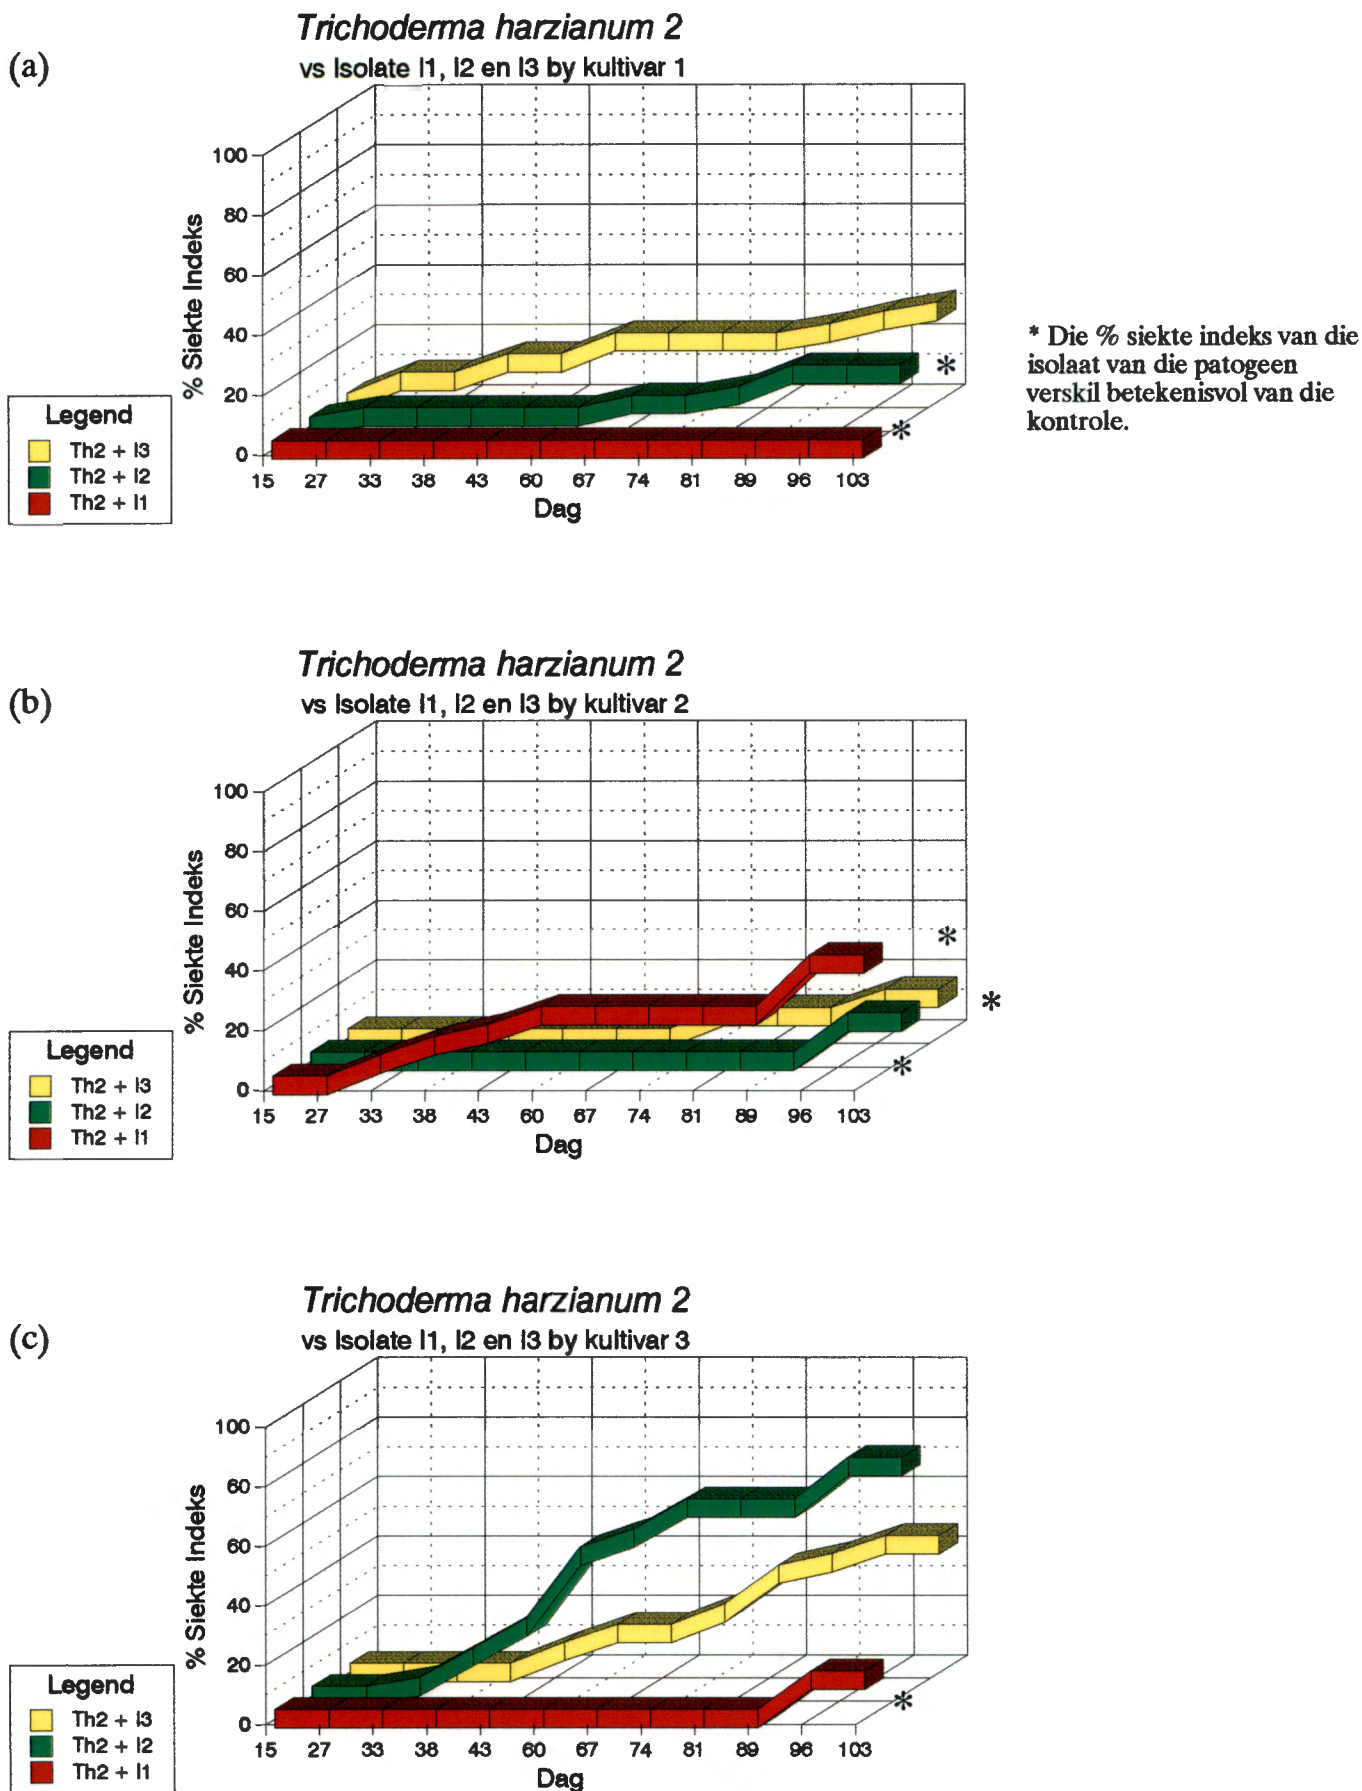 (a)
Trichoderma harzianum 2
vs Isolate I1, I2 en I3 by kultivar 1
% Siekte Indeks
100
80
60
40
20
0
15 27 33 38 43 60 67 74 81 89 96 103
Dag
Legend
Th2 + I3
Th2 + I2
Th2 + I1
*
*
* Die % siekte indeks van die
isolaat van die patogeen
verskil betekenisvol van die
kontrole.
(b)
Trichoderma harzianum 2
vs Isolate I1, I2 en I3 by kultivar 2
% Siekte Indeks
100
80
60
40
20
0
15 27 33 38 43 60 67 74 81 89 96 103
Dag
Legend
Th2 + I3
Th2 + I2
Th2 + I1
*
*
*
(c)
Trichoderma harzianum 2
vs Isolate I1, I2 en I3 by kultivar 3
% Siekte Indeks
100
80
60
40
20
0
15 27 33 38 43 60 67 74 81 89 96 103
Dag
Legend
Th2 + I3
Th2 + I2
Th2 + I1
*